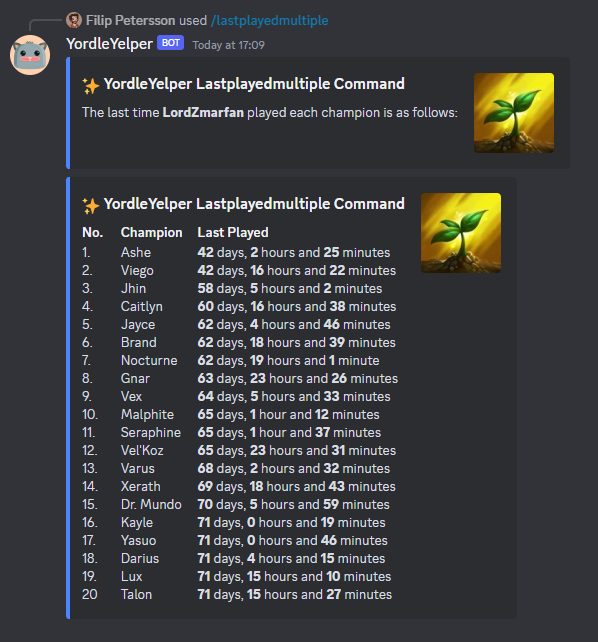 Filip Petersson used /lastplayedmultiple
YordleYelper BOT Today at 17:09
YordleYelper Lastplayedmultiple Command
The last time LordZmarfan played each champion is as follows:
YordleYelper Lastplayedmultiple Command
No. Champion Last Played
1. Ashe 42 days, 2 hours and 25 minutes
2. Viego 42 days, 16 hours and 22 minutes
3. Jhin 58 days, 5 hours and 2 minutes
4. Caitlyn 60 days, 16 hours and 38 minutes
5. Jayce 62 days, 4 hours and 46 minutes
6. Brand 62 days, 18 hours and 39 minutes
7. Nocturne 62 days, 19 hours and 1 minute
8. Gnar 63 days, 23 hours and 26 minutes
9. Vex 64 days, 5 hours and 33 minutes
10. Malphite 65 days, 1 hour and 12 minutes
11. Seraphine 65 days, 1 hour and 37 minutes
12. Vel'Koz 65 days, 23 hours and 31 minutes
13. Varus 68 days, 2 hours and 32 minutes
14. Xerath 69 days, 18 hours and 43 minutes
15. Dr. Mundo 70 days, 5 hours and 59 minutes
16. Kayle 71 days, 0 hours and 19 minutes
17. Yasuo 71 days, 0 hours and 46 minutes
18. Darius 71 days, 4 hours and 15 minutes
19. Lux 71 days, 15 hours and 10 minutes
20 Talon 71 days, 15 hours and 27 minutes